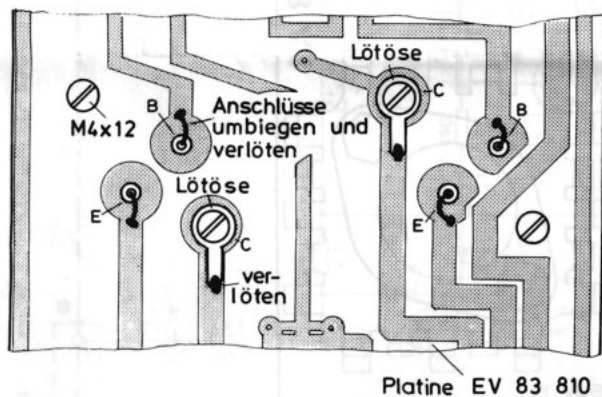 Lötöse
C
B
M4x12
Anschlüsse
umbiegen und
verlöten
B
E
Lötöse
C
E
ver-
löten
Platine EV 83 810